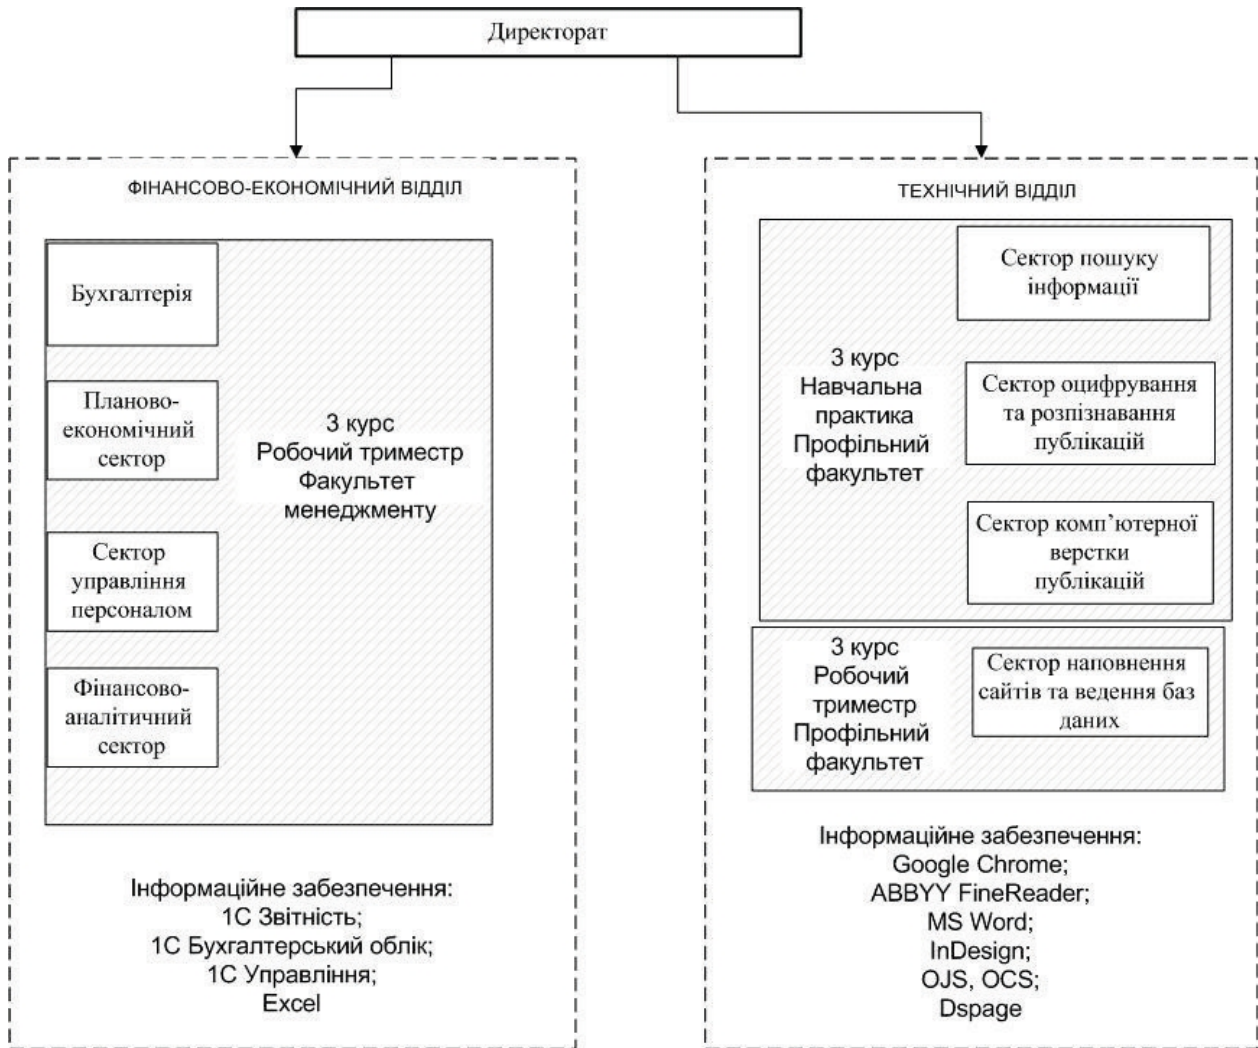 Директорат
ФІНАНСОВО-ЕКОНОМІЧНИЙ ВІДДІЛ
Бухгалтерія
Планово-
економічний
сектор
Сектор
управління
персоналом
Фінансово-
аналітичний
сектор
3 курс
Робочий триместр
Факультет
менеджменту
Інформаційне забезпечення:
1С Звітність;
1С Бухгалтерський облік;
1С Управління;
Excel
ТЕХНІЧНИЙ ВІДДІЛ
3 курс
Навчальна
практика
Профільний
факультет
Сектор пошуку
інформації
Сектор оцифрування
та розпізнавання
публікацій
Сектор комп’ютерної
верстки
публікацій
3 курс
Робочий
триместр
Профільний
факультет
Сектор наповнення
сайтів та ведення баз
даних
Інформаційне забезпечення:
Google Chrome;
ABBYY FineReader;
MS Word;
InDesign;
OJS, OCS;
Dspage